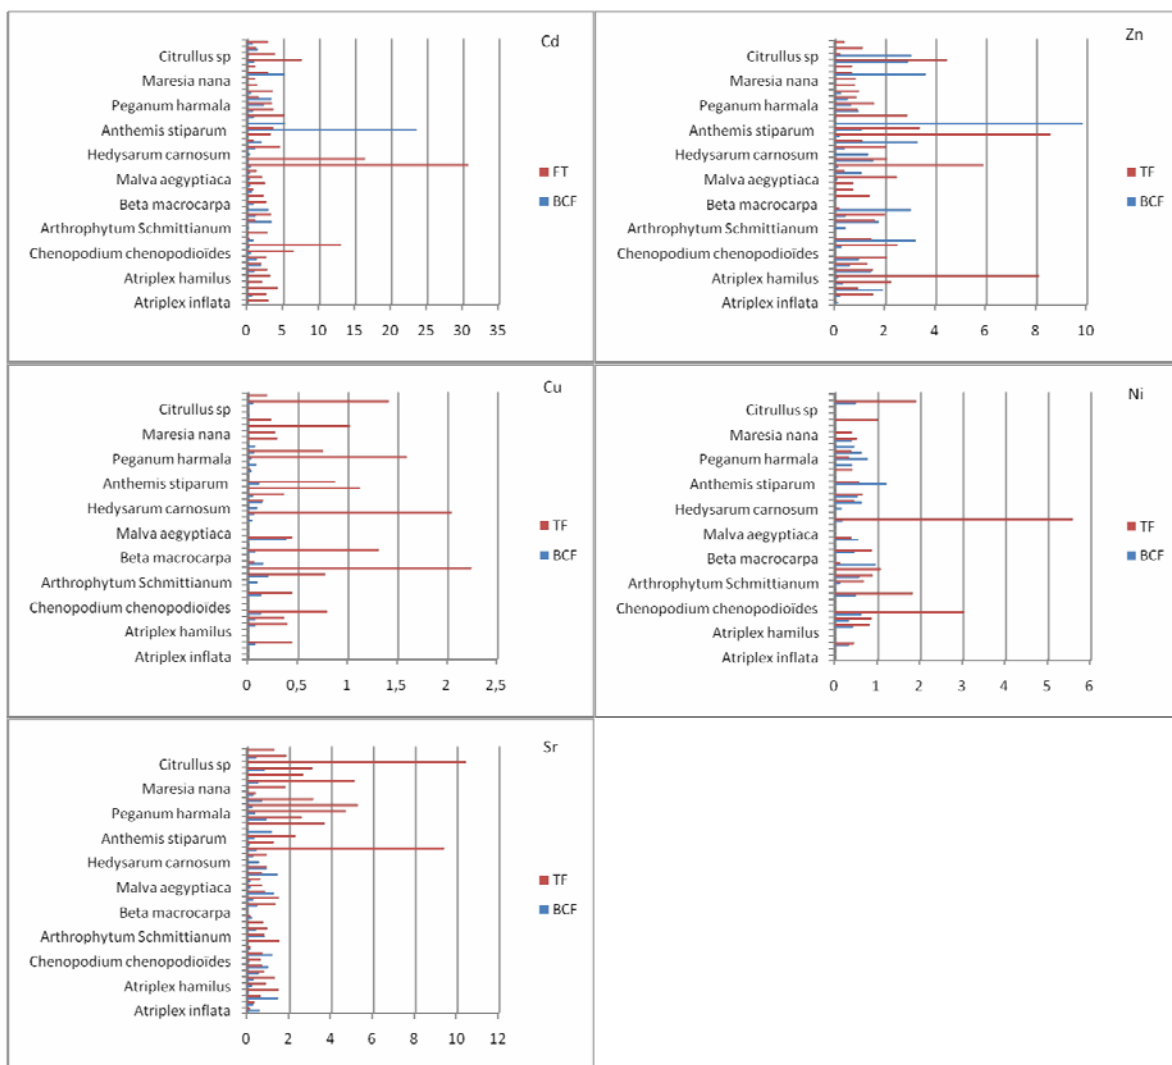 Cd
Citrullus sp
Maresia nana
Peganum harmala
Anthemis stiparum
Hedysarum carnosum
Malva aegyptiaca
Beta macrocarpa
Arthrophytum Schmittianum
Chenopodium chenopodioïdes
Atriplex hamilus
Atriplex inflata
FT
BCF
0 5 10 15 20 25 30 35
Zn
Citrullus sp
Maresia nana
Peganum harmala
Anthemis stiparum
Hedysarum carnosum
Malva aegyptiaca
Beta macrocarpa
Arthrophytum Schmittianum
Chenopodium chenopodioïdes
Atriplex hamilus
Atriplex inflata
TF
BCF
0 2 4 6 8 10
Cu
Citrullus sp
Maresia nana
Peganum harmala
Anthemis stiparum
Hedysarum carnosum
Malva aegyptiaca
Beta macrocarpa
Arthrophytum Schmittianum
Chenopodium chenopodioïdes
Atriplex hamilus
Atriplex inflata
TF
BCF
0 0,5 1 1,5 2 2,5
Ni
Citrullus sp
Maresia nana
Peganum harmala
Anthemis stiparum
Hedysarum carnosum
Malva aegyptiaca
Beta macrocarpa
Arthrophytum Schmittianum
Chenopodium chenopodioïdes
Atriplex hamilus
Atriplex inflata
TF
BCF
0 1 2 3 4 5 6
Sr
Citrullus sp
Maresia nana
Peganum harmala
Anthemis stiparum
Hedysarum carnosum
Malva aegyptiaca
Beta macrocarpa
Arthrophytum Schmittianum
Chenopodium chenopodioïdes
Atriplex hamilus
Atriplex inflata
TF
BCF
0 2 4 6 8 10 12